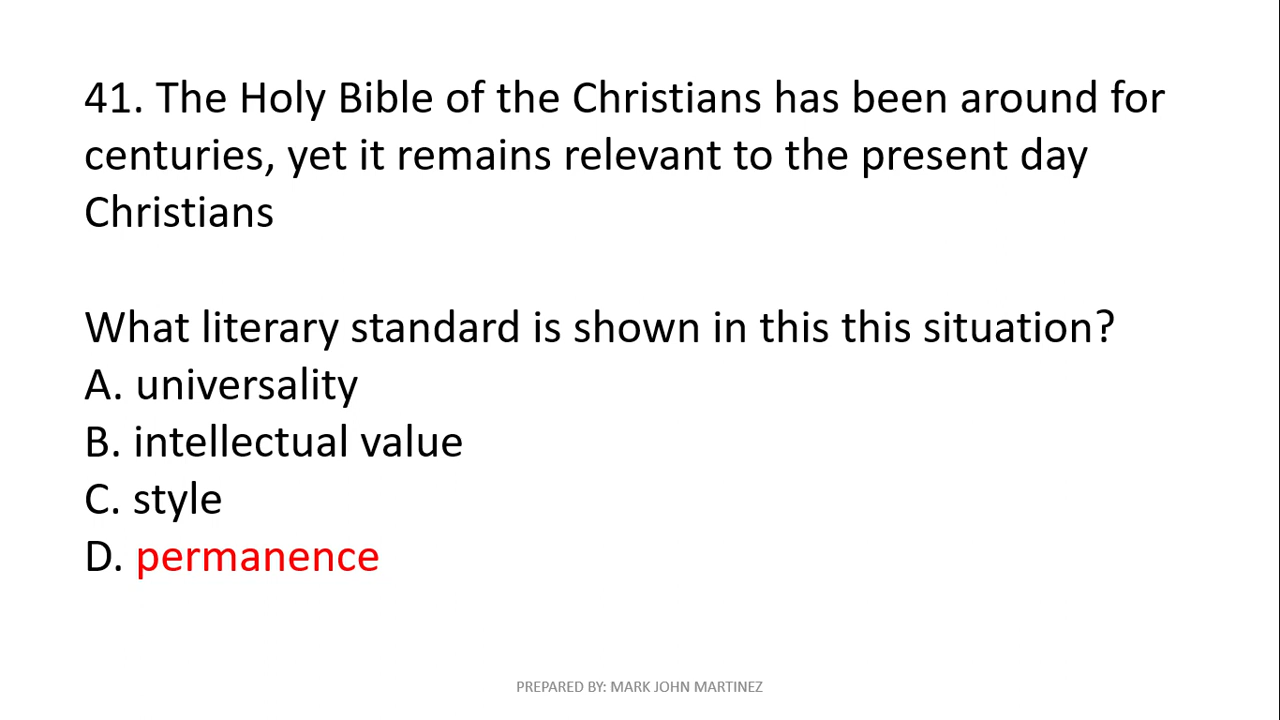 41. The Holy Bible of the Christians has been around for
centuries, yet it remains relevant to the present day
Christians
What literary standard is shown in this this situation?
A. universality
B. intellectual value
C. style
D. permanence
PREPARED BY: MARK JOHN MARTINEZ